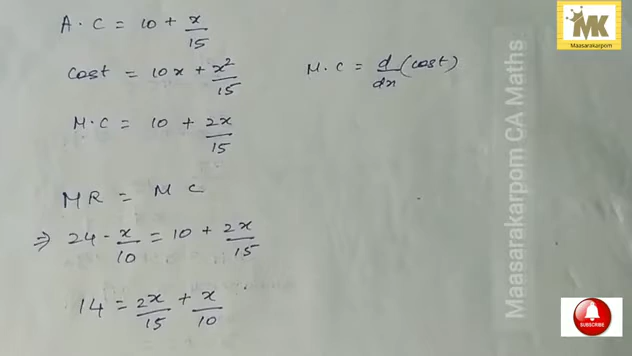 A.C = 10 + x/15
Cost = 10x + x²/15
M.C = d/dx (cost)
M.C = 10 + 2x/15
MR = MC
⇒ 24 - x/10 = 10 + 2x/15
14 = 2x/15 + x/10
MK
Maasarakarpom
Maasarakarpom CA Maths
SUBSCRIBE